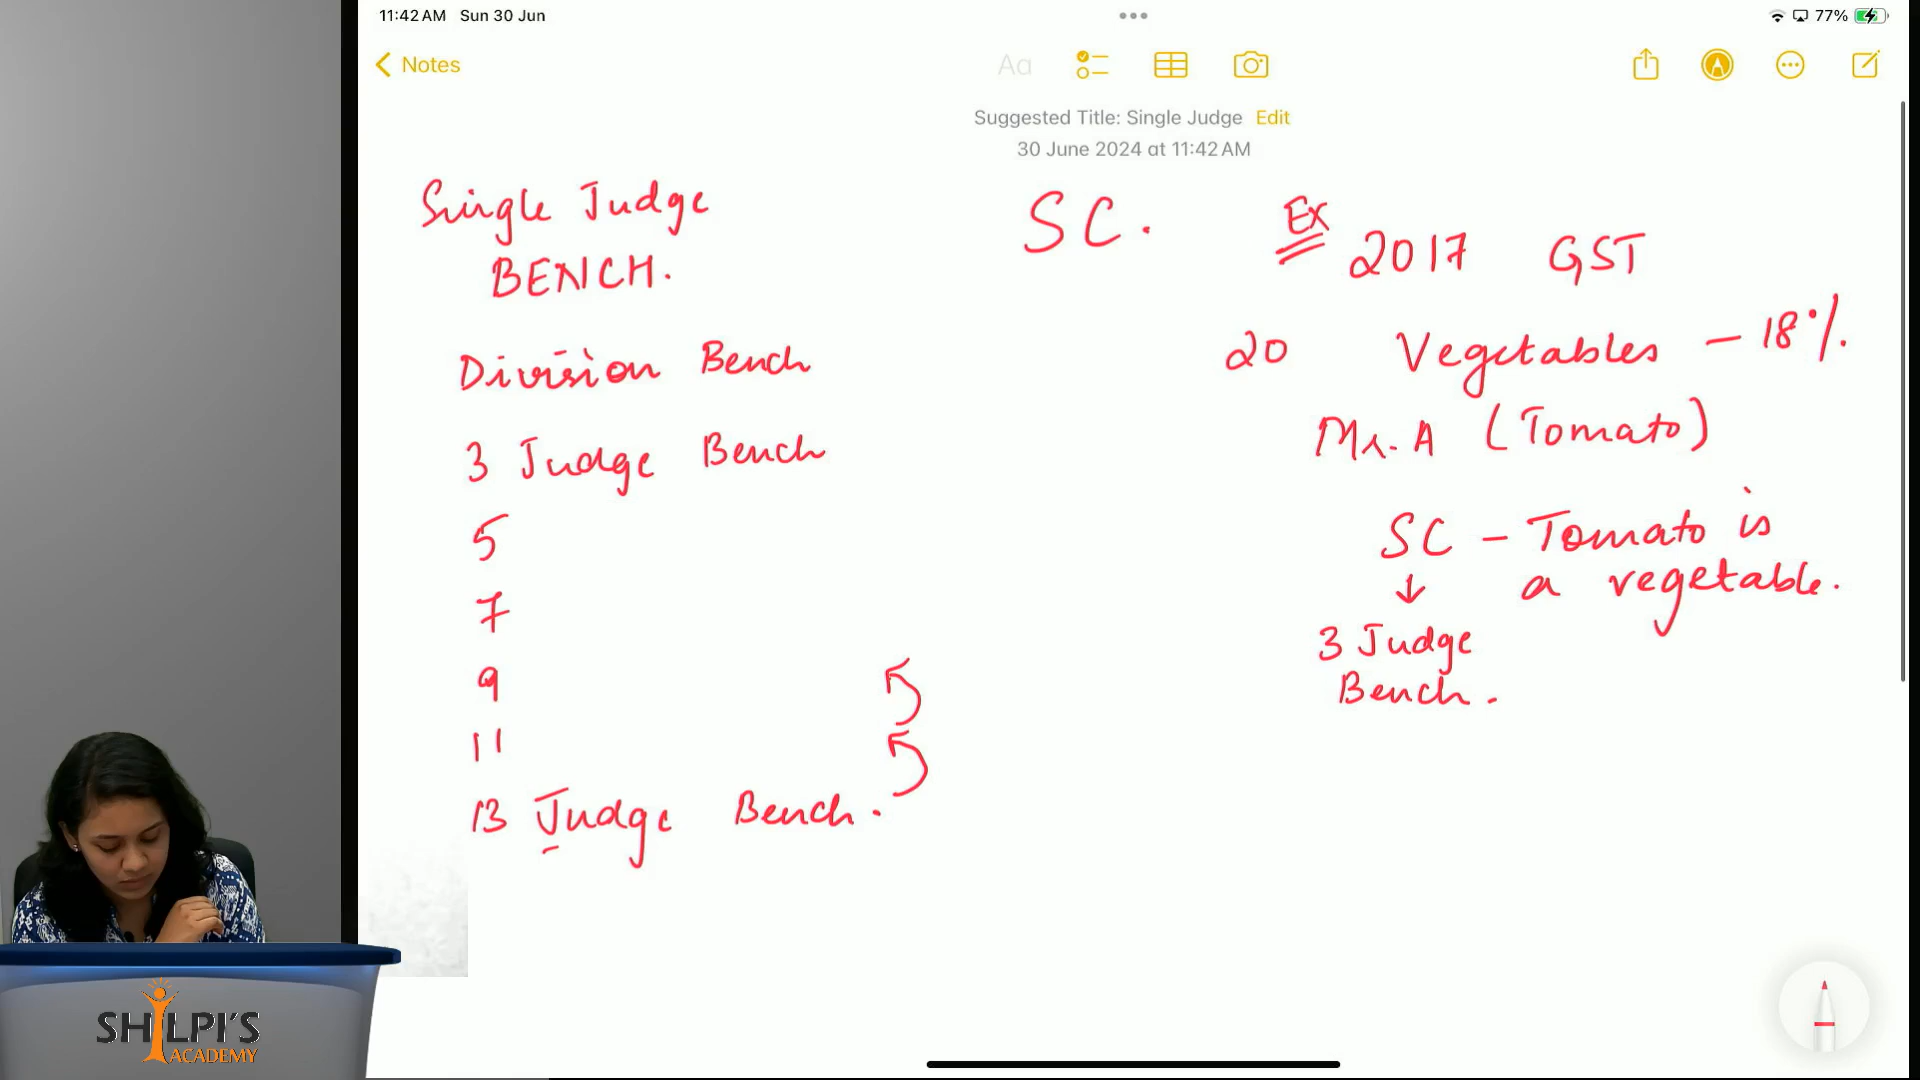 11:42 AM Sun 30 Jun
77%
Notes
Aa
Suggested Title: Single Judge Edit
30 June 2024 at 11:42 AM
Single Judge
BENCH.
Division Bench
3 Judge Bench
5
7
9
11
13 Judge Bench.
SC.
Ex
2017 GST
20 Vegetables - 18%.
Mr. A (Tomato)
SC - Tomato is
a vegetable.
↓
3 Judge
Bench.
SHILPI'S
ACADEMY